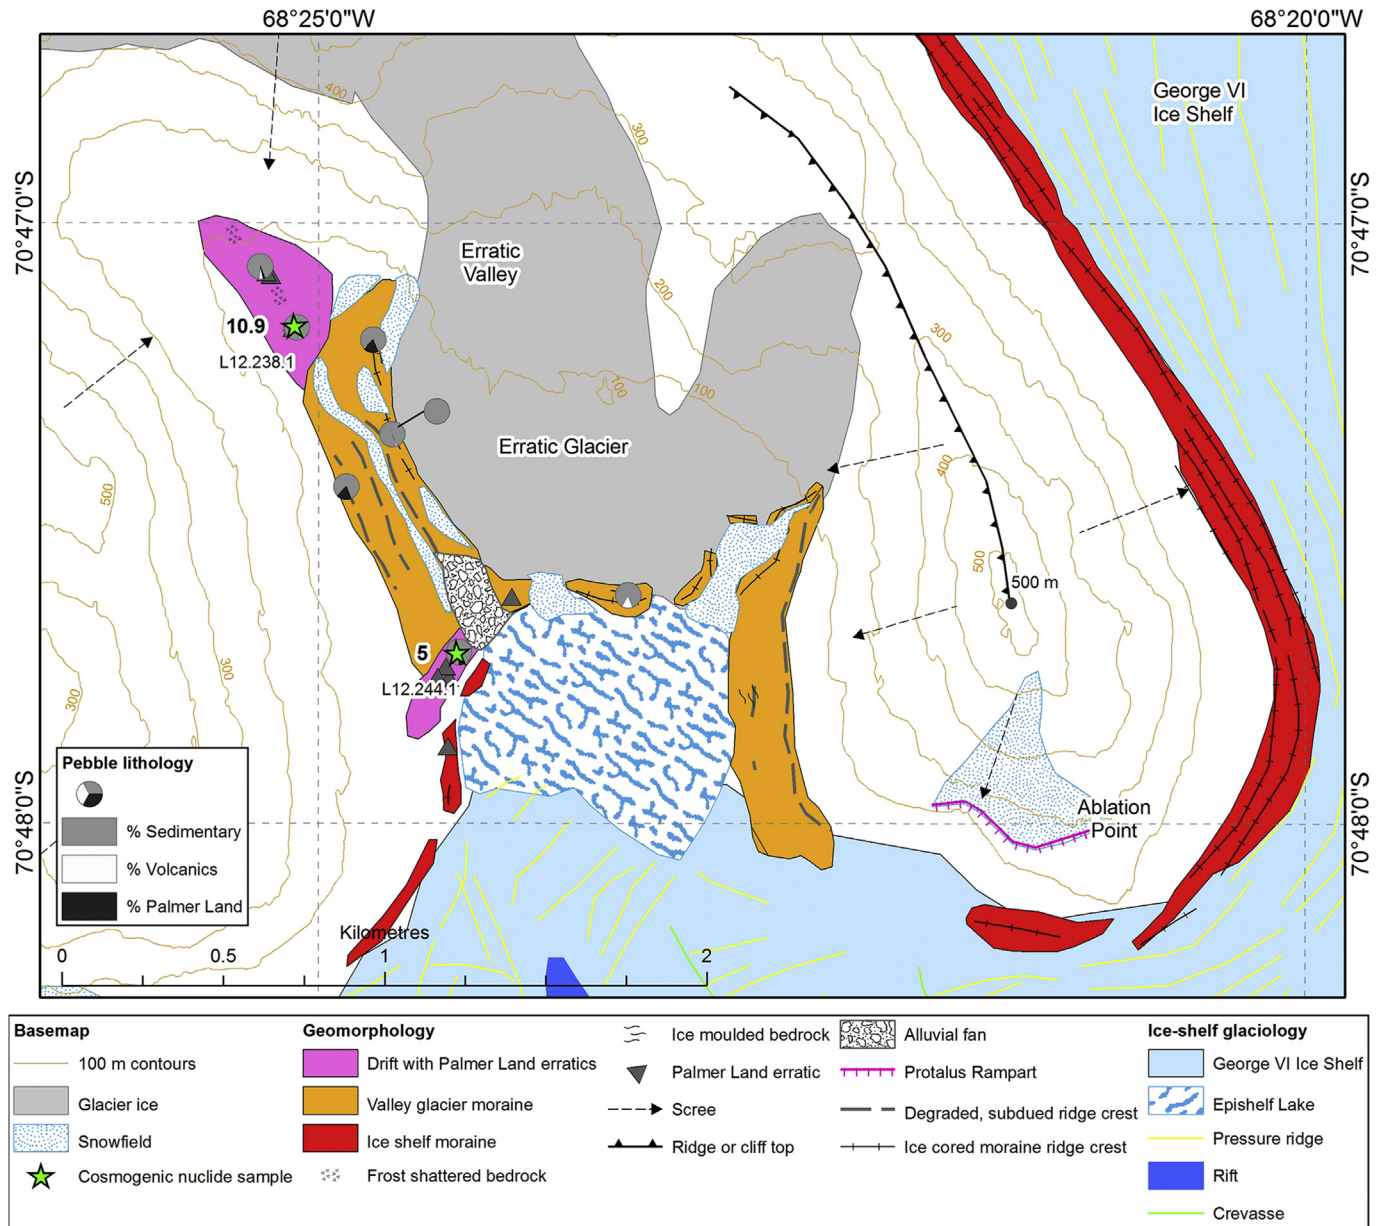 68°25'0"W
68°20'0"W
70°47'0"S
70°47'0"S
70°48'0"S
70°48'0"S
George VI
Ice Shelf
400
300
Erratic
Valley
200
300
10.9
L12.238.1
100
100
Erratic Glacier
400
500
500
500 m
5
L12.244.1
300
300
Ablation
Point
Pebble lithology
% Sedimentary
% Volcanics
% Palmer Land
Kilometres
0
0.5
1
2
Basemap
100 m contours
Glacier ice
Snowfield
Cosmogenic nuclide sample
Geomorphology
Drift with Palmer Land erratics
Valley glacier moraine
Ice shelf moraine
Frost shattered bedrock
Ice moulded bedrock
Palmer Land erratic
Scree
Ridge or cliff top
Alluvial fan
Protalus Rampart
Degraded, subdued ridge crest
Ice cored moraine ridge crest
Ice-shelf glaciology
George VI Ice Shelf
Epishelf Lake
Pressure ridge
Rift
Crevasse